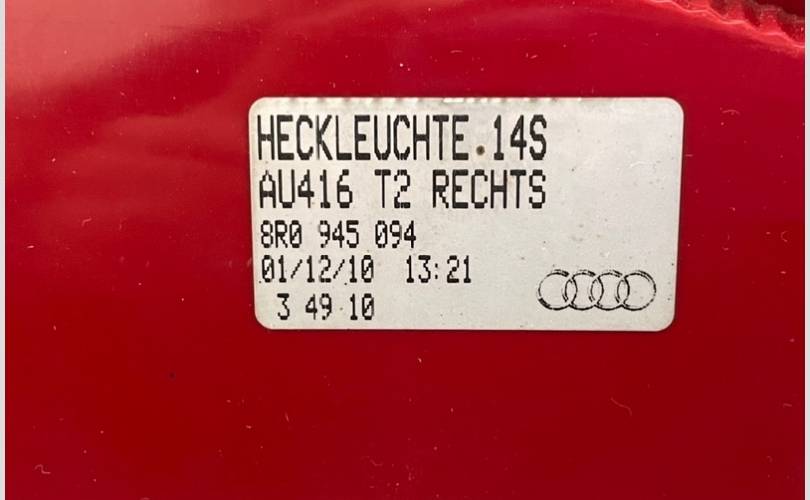 HECKLEUCHTE 14S
AU416 T2 RECHTS
8R0 945 094
01/12/10 13:21
3 49 10